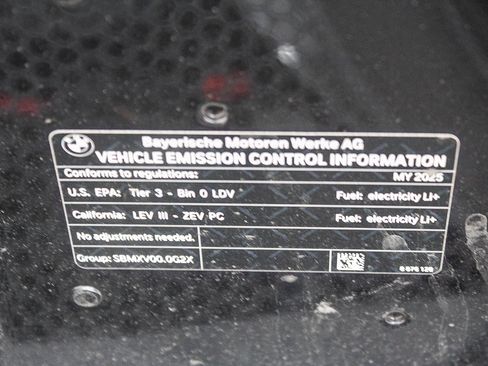 Bayerische Motoren Werke AG
VEHICLE EMISSION CONTROL INFORMATION
Conforms to regulations: MY 2025
U.S. EPA: Tier 3 - Bin 0 LDV Fuel: electricity Li+
California: LEV III - ZEV PC Fuel: electricity Li+
No adjustments needed.
Group: SBMXV00.0G2X